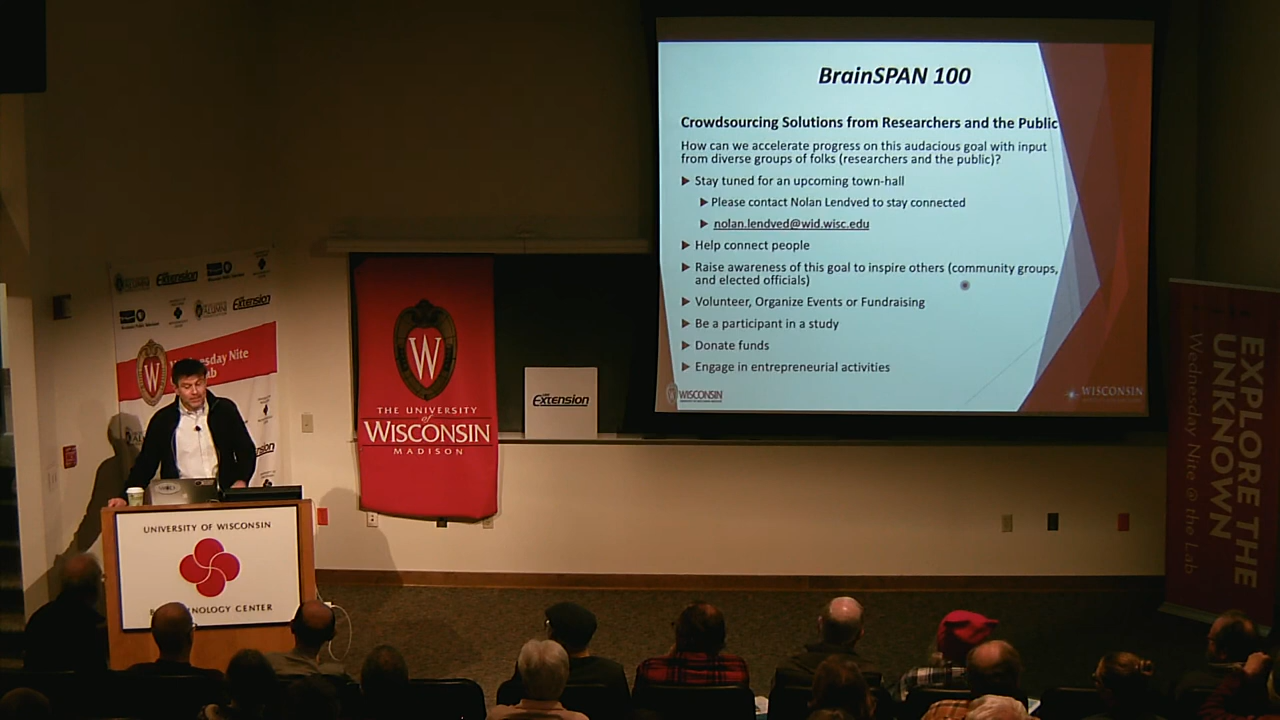 BrainSPAN 100
Crowdsourcing Solutions from Researchers and the Public
How can we accelerate progress on this audacious goal with input
from diverse groups of folks (researchers and the public)?
Stay tuned for an upcoming town-hall
Please contact Nolan Lendved to stay connected
nolan.lendved@wid.wisc.edu
Help connect people
Raise awareness of this goal to inspire others (community groups,
and elected officials)
Volunteer, Organize Events or Fundraising
Be a participant in a study
Donate funds
Engage in entrepreneurial activities
WISCONSIN
WISCONSIN
ALUMNI
Extension
ALUMNI
Extension
sday Nite
W
W
THE UNIVERSITY
of
WISCONSIN
MADISON
Extension
UNIVERSITY OF WISCONSIN
NOLOGY CENTER
EXPLORE THE
UNKNOWN
Wednesday Nite @ the Lab